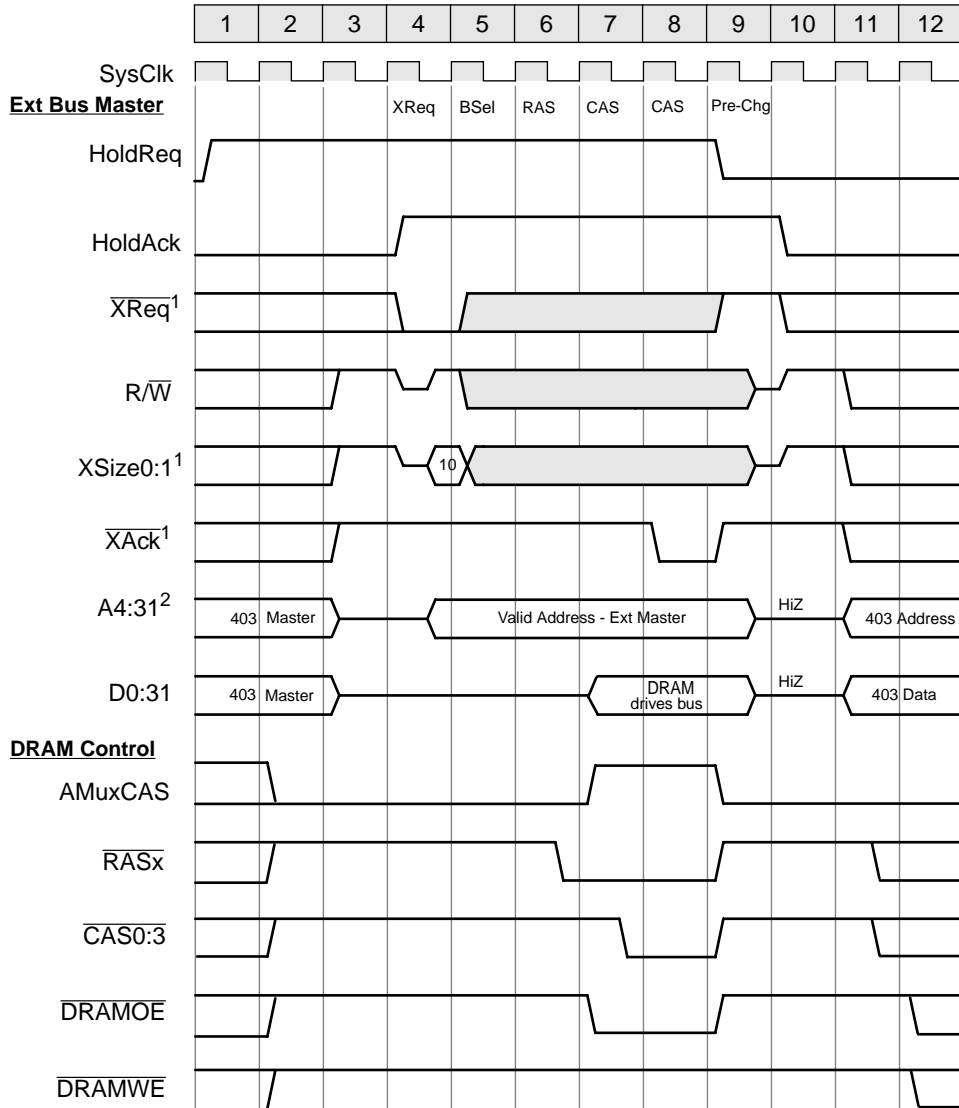 1 2 3 4 5 6 7 8 9 10 11 12
SysClk
Ext Bus Master XReq BSel RAS CAS CAS Pre-Chg
HoldReq
HoldAck
XReq1
R/W
XSize0:11 10
XAck1
A4:312 403 Master Valid Address - Ext Master HiZ 403 Address
D0:31 403 Master DRAM drives bus HiZ 403 Data
DRAM Control
AMuxCAS
RASx
CAS0:3
DRAMOE
DRAMWE